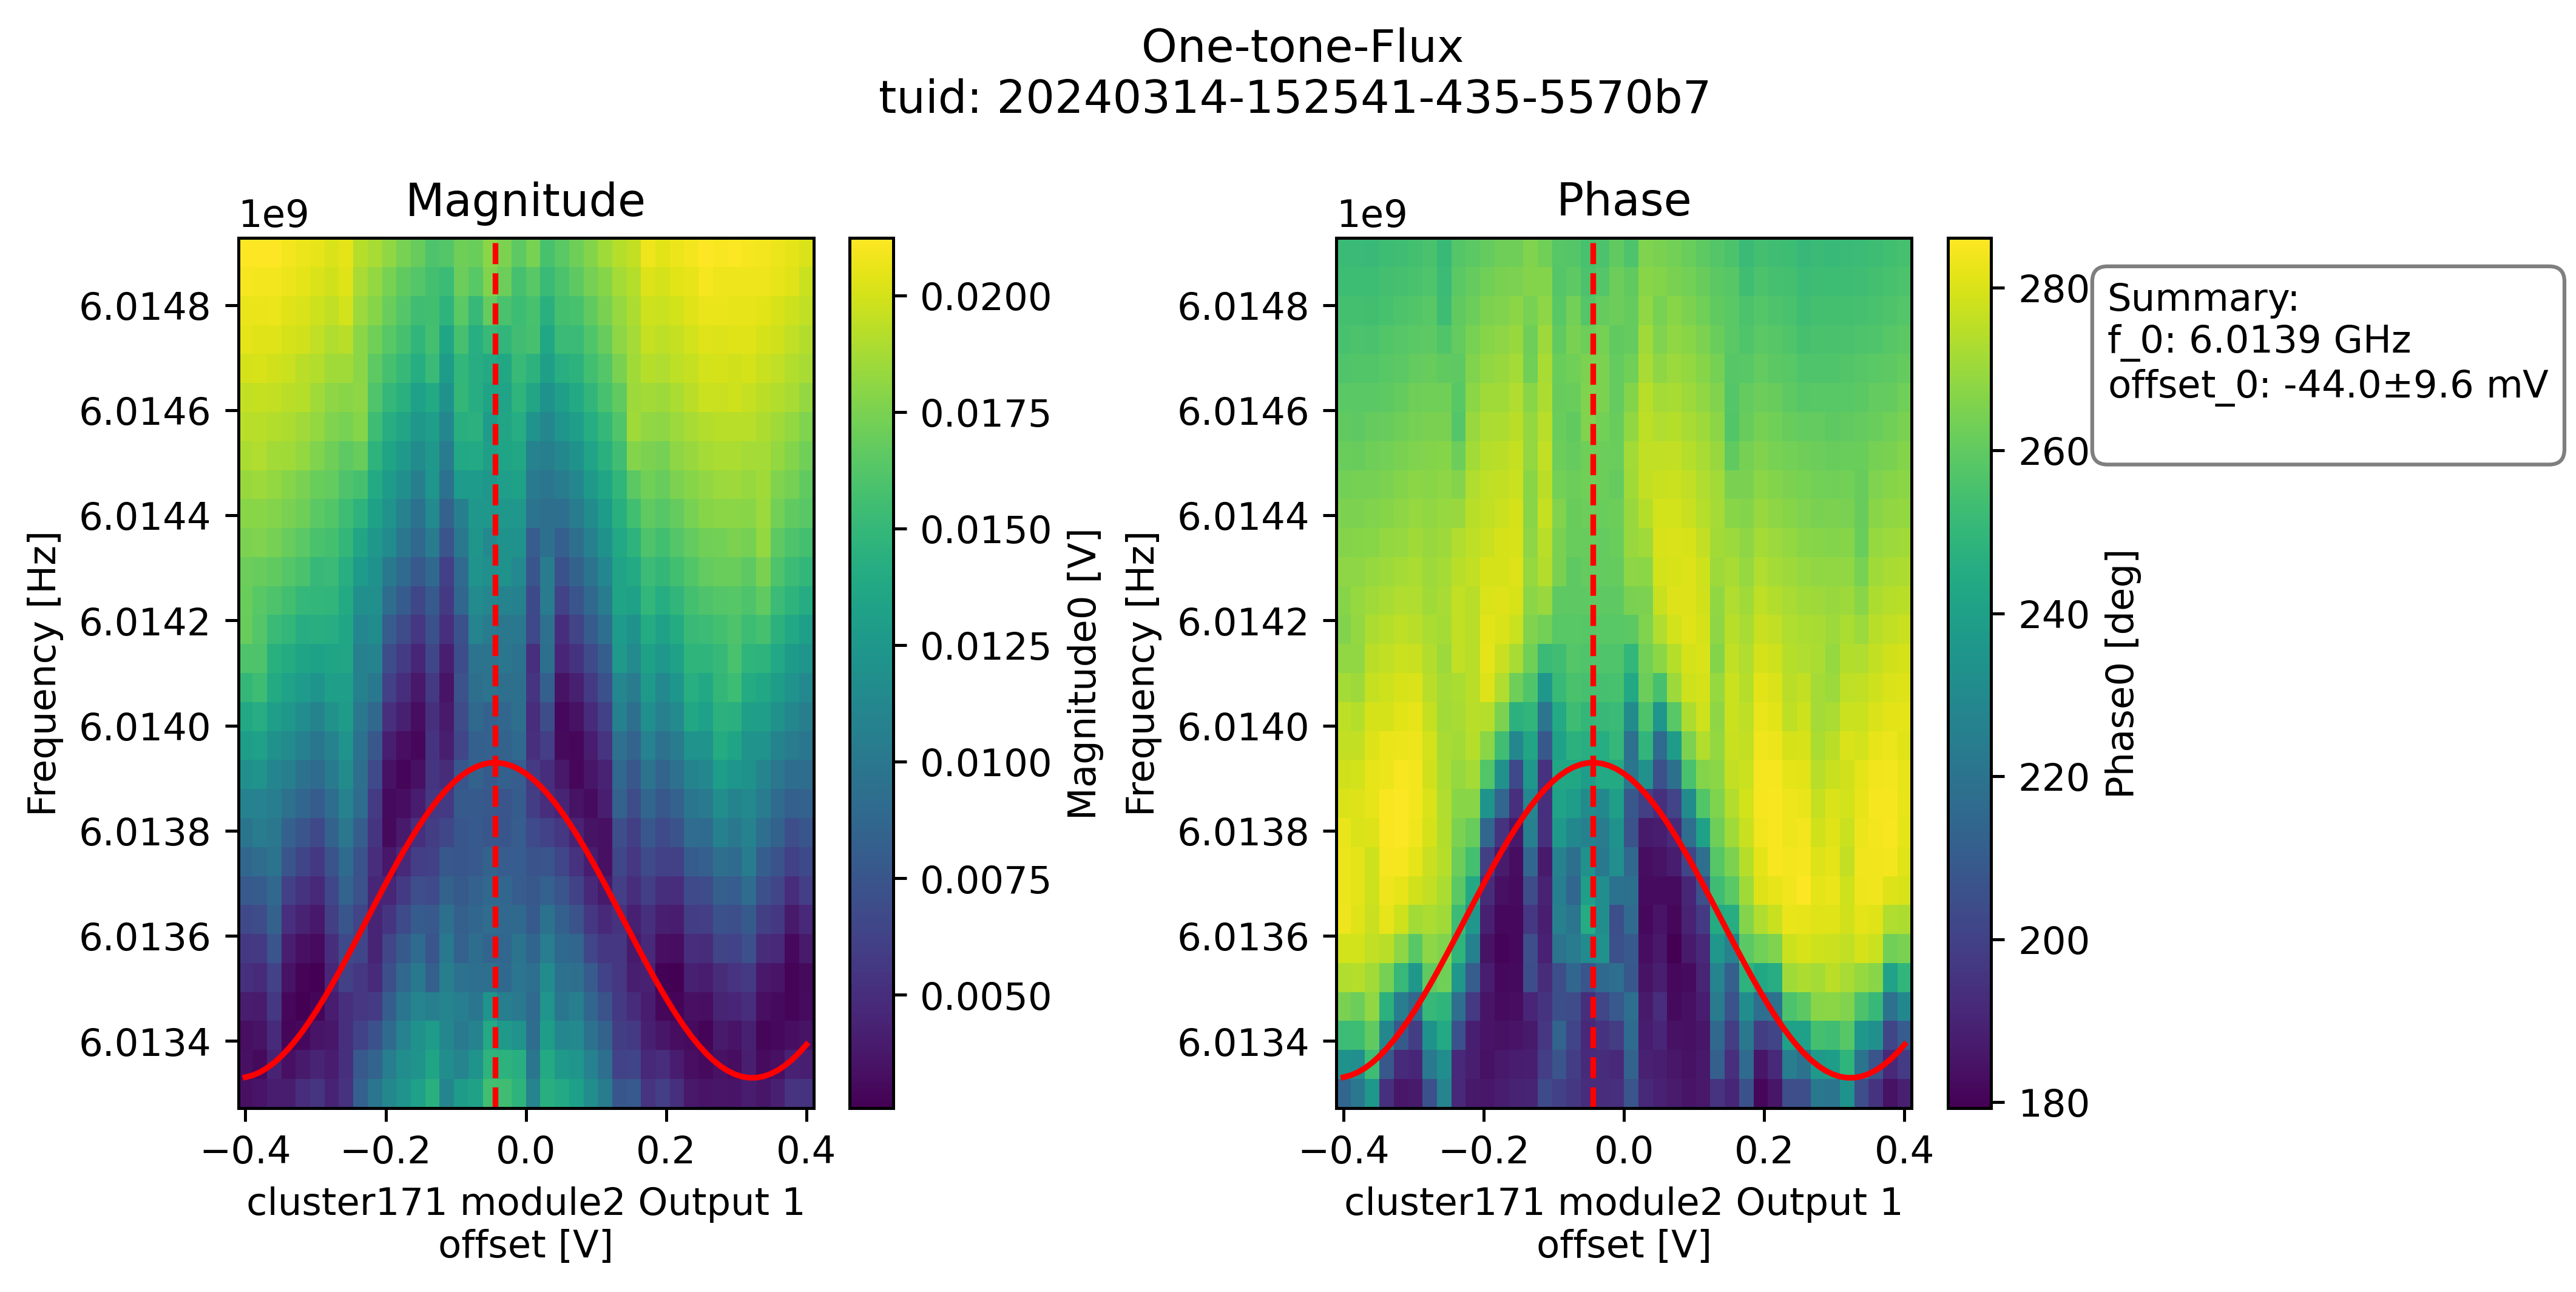 One-tone-Flux
tuid: 20240314-152541-435-5570b7
Magnitude
1e9
6.0148
6.0146
6.0144
6.0142
6.0140
6.0138
6.0136
6.0134
Frequency [Hz]
−0.4
−0.2
0.0
0.2
0.4
cluster171 module2 Output 1
offset [V]
0.0200
0.0175
0.0150
0.0125
0.0100
0.0075
0.0050
Magnitude0 [V]
Phase
1e9
6.0148
6.0146
6.0144
6.0142
6.0140
6.0138
6.0136
6.0134
Frequency [Hz]
−0.4
−0.2
0.0
0.2
0.4
cluster171 module2 Output 1
offset [V]
280
260
240
220
200
180
Phase0 [deg]
Summary:
f_0: 6.0139 GHz
offset_0: -44.0±9.6 mV